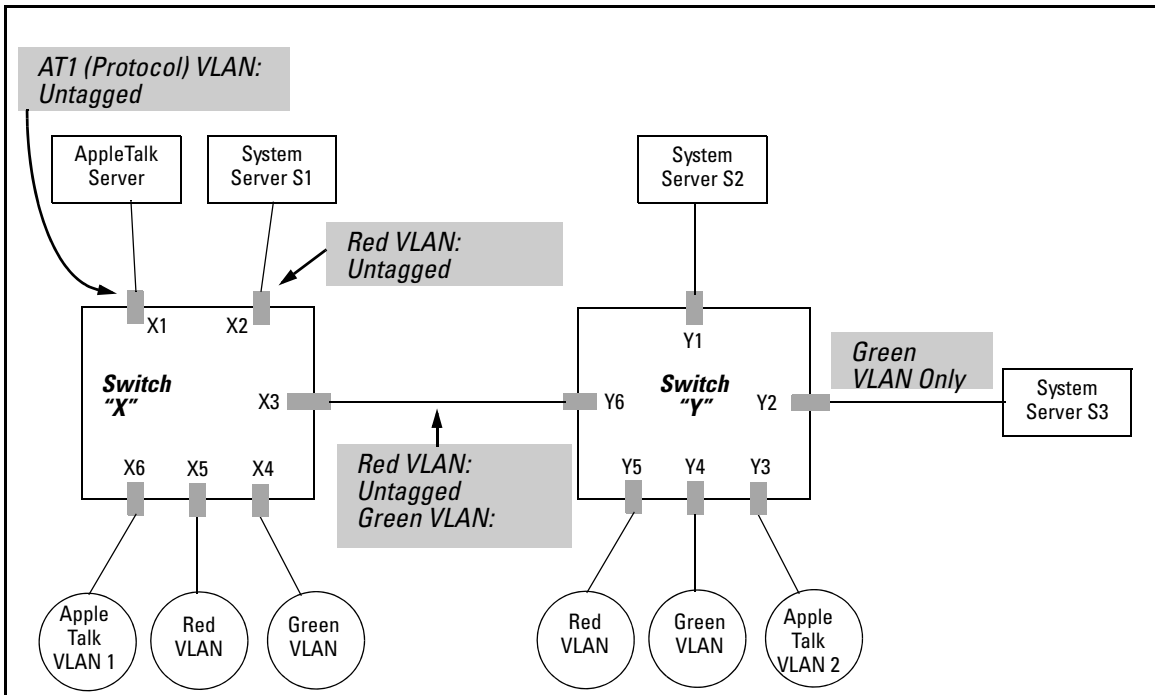 AT1 (Protocol) VLAN:
Untagged
AppleTalk
Server
System
Server S1
System
Server S2
Red VLAN:
Untagged
X1
X2
Y1
Green
VLAN Only
Switch
"X"
X3
Y6
Switch
"Y"
Y2
System
Server S3
X6
X5
X4
Red VLAN:
Untagged
Green VLAN:
Y5
Y4
Y3
Apple
Talk
VLAN 1
Red
VLAN
Green
VLAN
Red
VLAN
Green
VLAN
Apple
Talk
VLAN 2